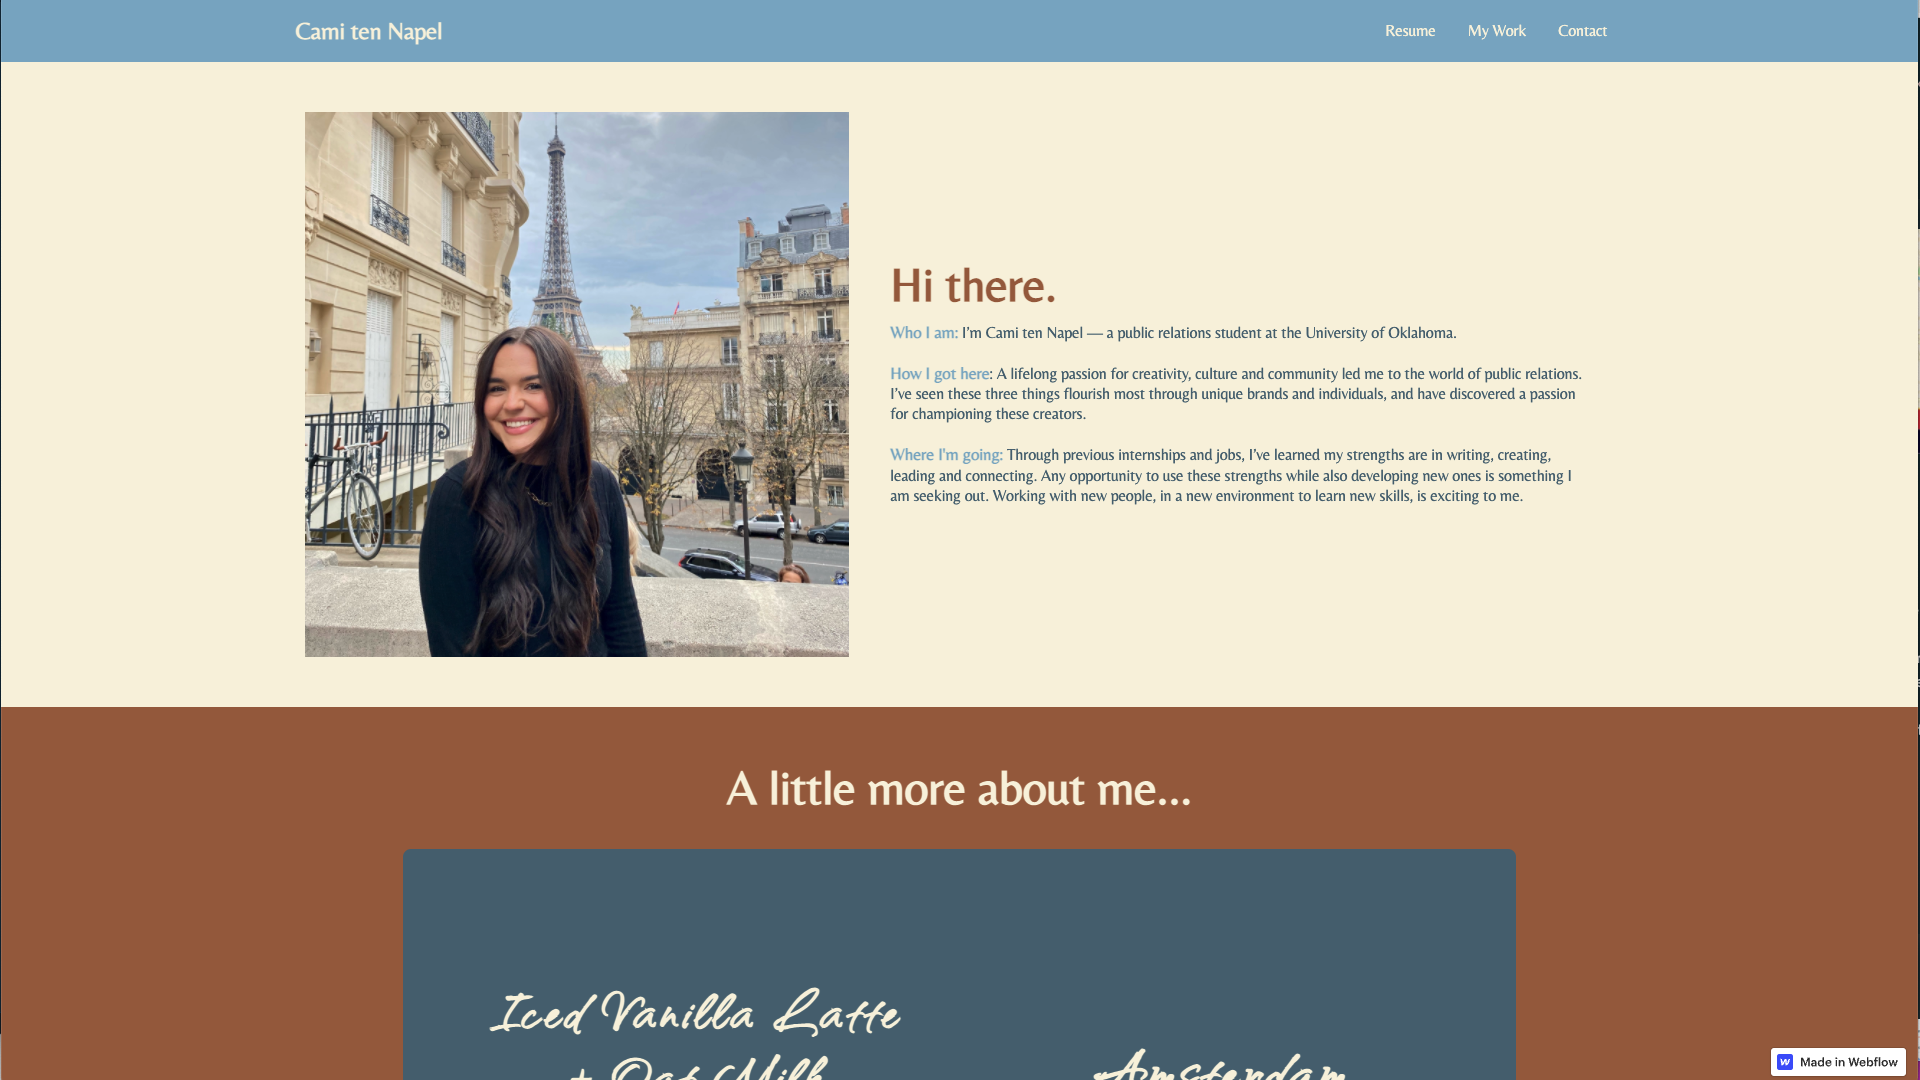 Cami ten Napel
Resume
My Work
Contact
Hi there.
Who I am: I'm Cami ten Napel — a public relations student at the University of Oklahoma.
How I got here: A lifelong passion for creativity, culture and community led me to the world of public relations.
I've seen these three things flourish most through unique brands and individuals, and have discovered a passion
for championing these creators.
Where I'm going: Through previous internships and jobs, I've learned my strengths are in writing, creating,
leading and connecting. Any opportunity to use these strengths while also developing new ones is something I
am seeking out. Working with new people, in a new environment to learn new skills, is exciting to me.
A little more about me...
Iced Vanilla Latte
+ Oat Milk
Amsterdam
Made in Webflow